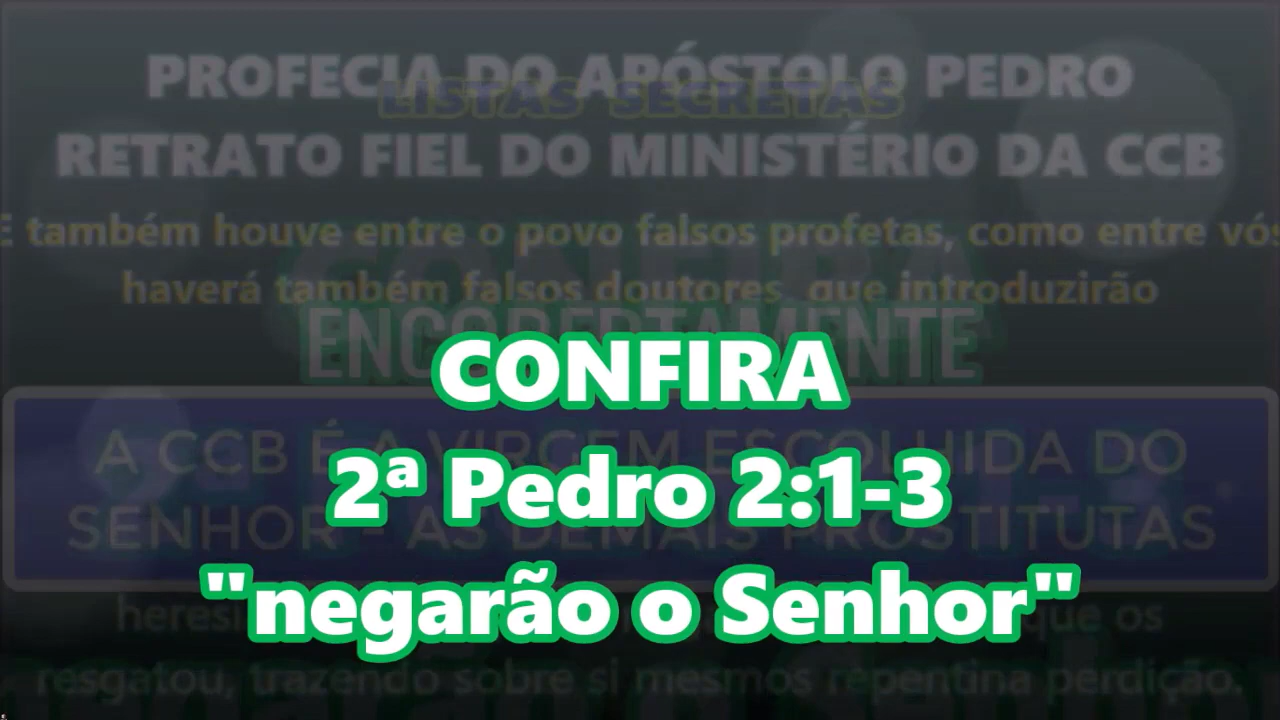 PROFECIA DO APÓSTOLO PEDRO
LISTAS SECRETAS
RETRATO FIEL DO MINISTÉRIO DA CCB
E também houve entre o povo falsos profetas, como entre vós
CONFIRA
haverá também falsos doutores, que introduzirão
ENCOBERTAMENTE
CONFIRA
A CCB É A VIRGEM ESCOLHIDA DO
2ª Pedro 2:1-3
SENHOR - AS DEMAIS PROSTITUTAS
"negarão o Senhor"
que os
resgatou, trazendo sobre si mesmos repentina perdição.